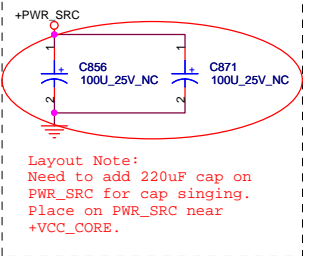 +PWR_SRC
1
1
+
C856
+
C871
100U_25V_NC
100U_25V_NC
2
2
Layout Note:
Need to add 220uF cap on
PWR_SRC for cap singing.
Place on PWR_SRC near
+VCC_CORE.